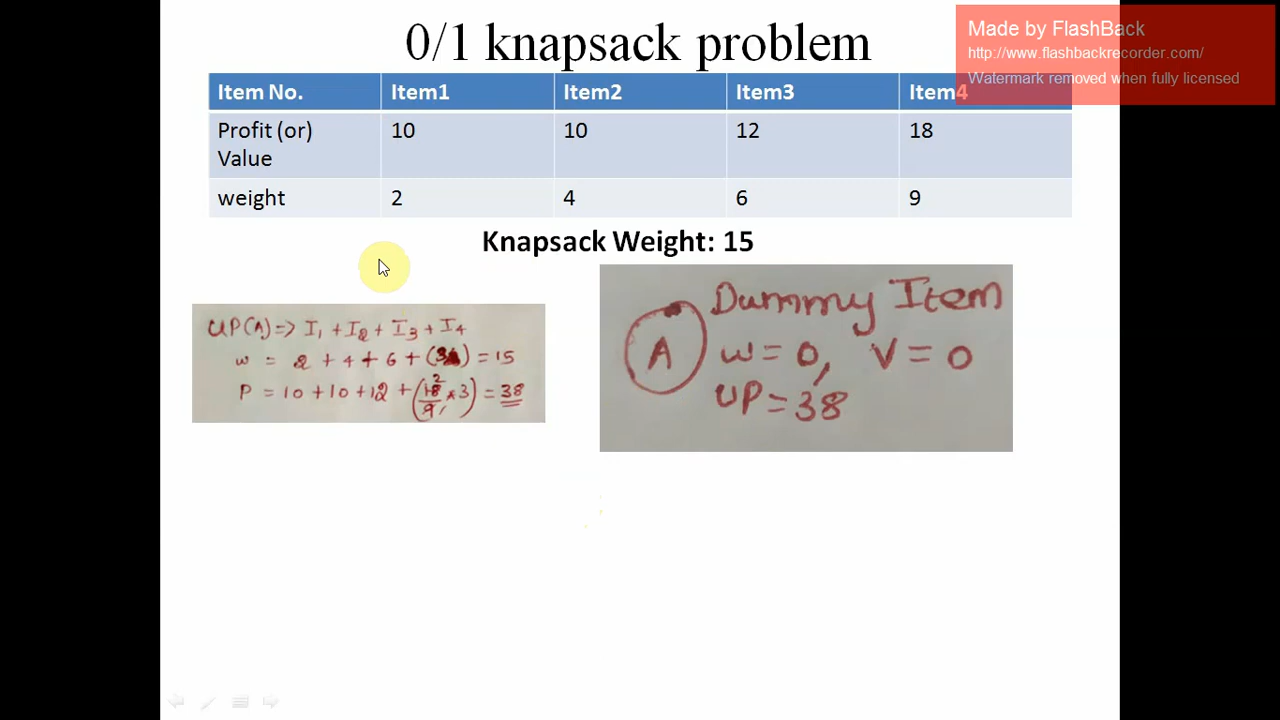 0/1 knapsack problem
Made by FlashBack
http://www.flashbackrecorder.com/
Watermark removed when fully licensed
Item No. Item1 Item2 Item3 Item4
Profit (or) Value 10 10 12 18
weight 2 4 6 9
Knapsack Weight: 15
UP(A) => I1 + I2 + I3 + I4
w = 2 + 4 + 6 + (3) = 15
P = 10 + 10 + 12 + (18/9 * 3) = 38
2
Dummy Item
A w = 0, V = 0
UP = 38